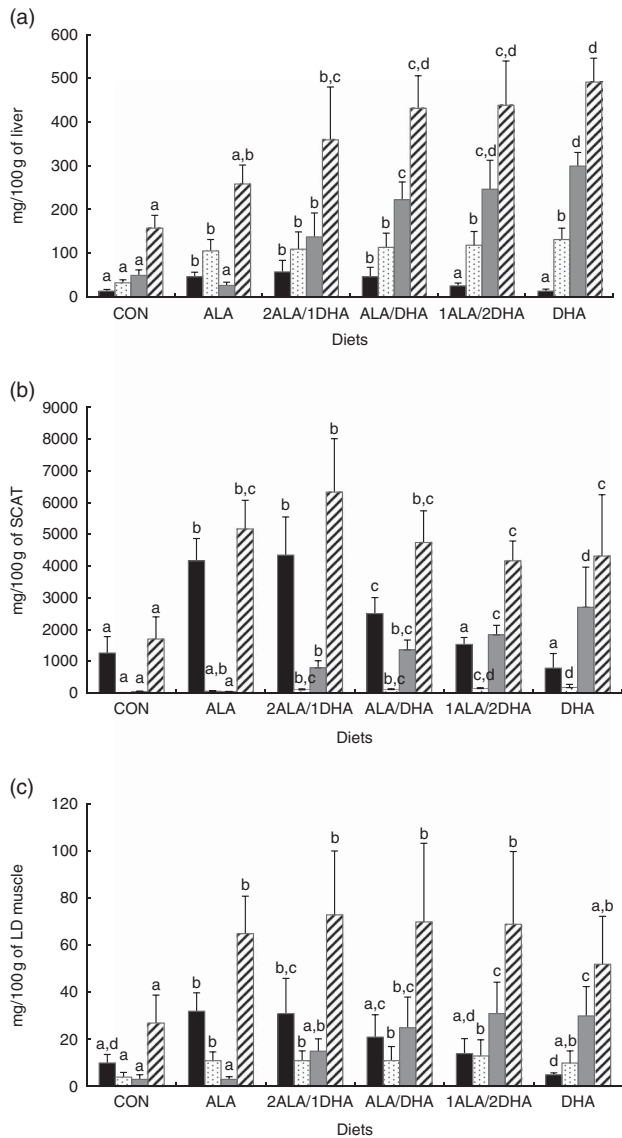 (a)
600
500
400
300
200
100
0
mg/100 g of liver
a a a a
b b a a,b
b b b b,c
b b c c,d
a b c,d c,d
a b d d
CON ALA 2ALA/1DHA ALA/DHA 1ALA/2DHA DHA
Diets
(b)
9000
8000
7000
6000
5000
4000
3000
2000
1000
0
mg/100 g of SCAT
a a a a
b a,b a b,c
b b,c b b
c b,c b,c b,c
a c,d c c
a d d c
CON ALA 2ALA/1DHA ALA/DHA 1ALA/2DHA DHA
Diets
(c)
120
100
80
60
40
20
0
mg/100 g of LD muscle
a,d a a a
b b a b
b,c b a,b b
a,c b b,c b
a,d b c b
d a,b c a,b
CON ALA 2ALA/1DHA ALA/DHA 1ALA/2DHA DHA
Diets